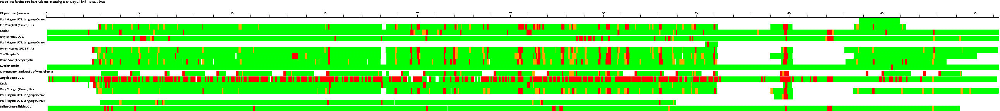 Packet loss for data sent from Kris Hasler starting at Fri May 01 10:14:49 BST 1998
Elapsed time (minutes) 0 5 10 15 20 25 30 35 40 45 50
Paul Hogan (UCL Language Centre)
Ian Campbell (Exeter, UK)
Louise
Roy Bennett, UCL
Paul Hogan (UCL Language Centre)
Henry Hughes (UKERNA)
Sue Sharples 3
Dave Price (Aberystwyth)
Kristian Hasler
D Hearnshaw (University of Westminster)
Angela Sasse UCL
Kasia
Gary Stringer (Exeter, UK)
Paul Hogan (UCL Language Centre)
Paul Hogan (UCL Language Centre)
Julian Chesterfield (UCL)